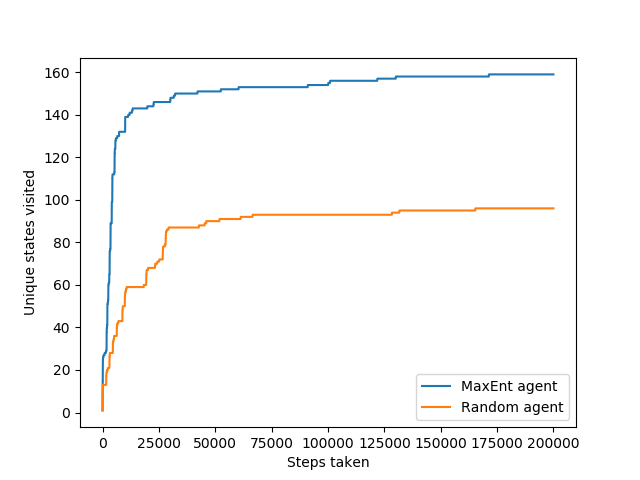 160
140
120
100
80
60
40
20
0
Unique states visited
MaxEnt agent
Random agent
0 25000 50000 75000 100000 125000 150000 175000 200000
Steps taken